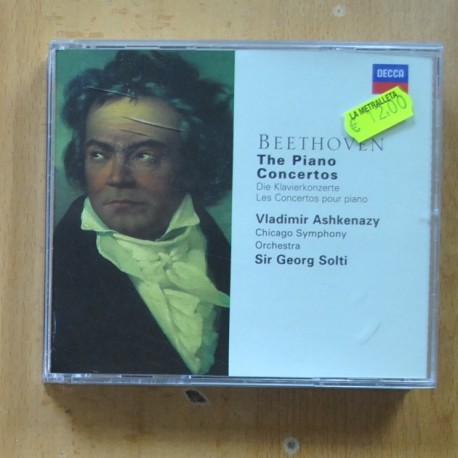 DECCA
LA METRALLETA
€ 12.00
BEETHOVEN
The Piano
Concertos
Die Klavierkonzerte
Les Concertos pour piano
Vladimir Ashkenazy
Chicago Symphony
Orchestra
Sir Georg Solti